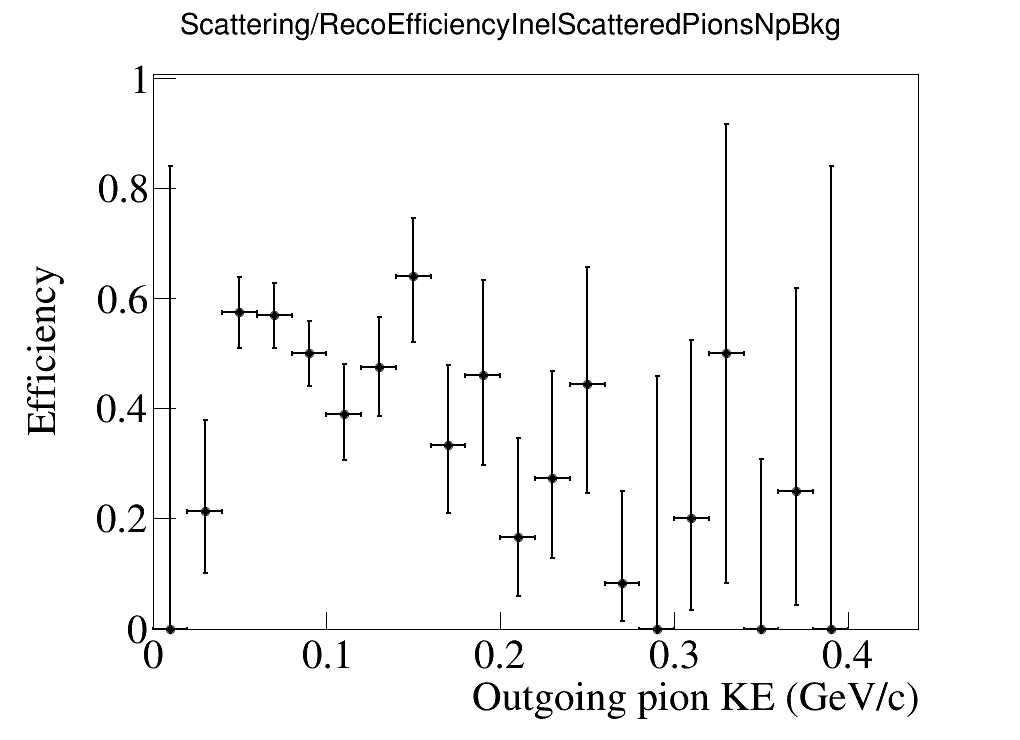 Scattering/RecoEfficiencyInelScatteredPionsNpBkg
Efficiency
1
0.8
0.6
0.4
0.2
0
0 0.1 0.2 0.3 0.4
Outgoing pion KE (GeV/c)